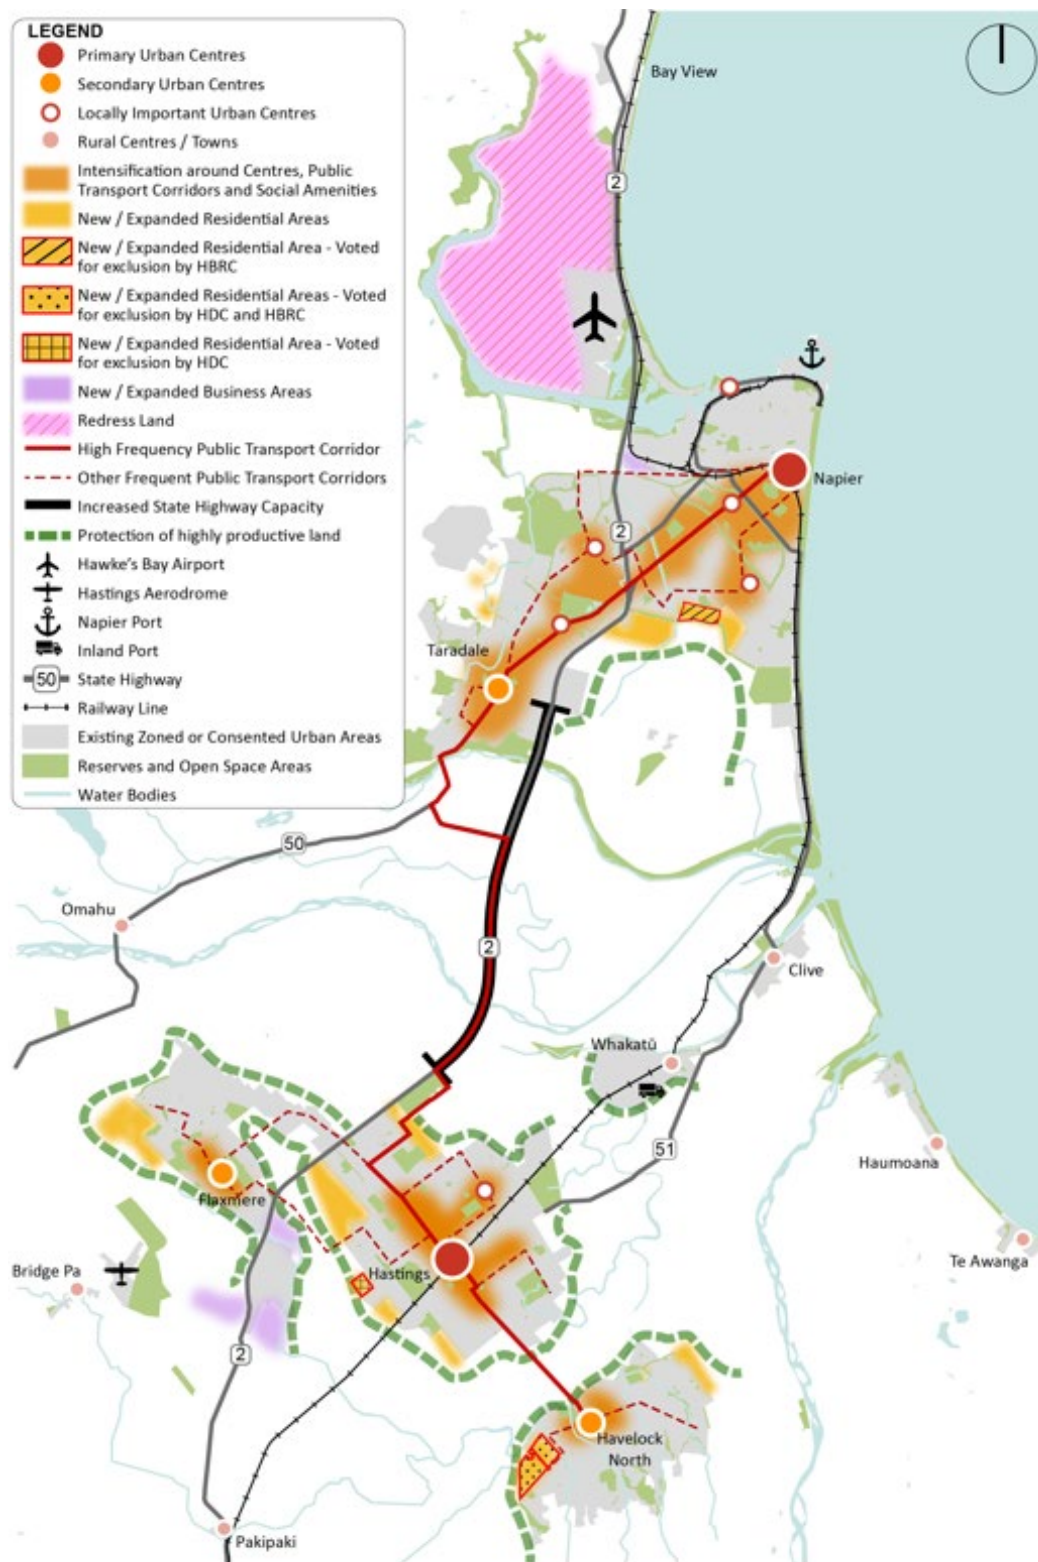 LEGEND
Primary Urban Centres
Secondary Urban Centres
Locally Important Urban Centres
Rural Centres / Towns
Intensification around Centres, Public
Transport Corridors and Social Amenities
New / Expanded Residential Areas
New / Expanded Residential Area - Voted
for exclusion by HBRC
New / Expanded Residential Areas - Voted
for exclusion by HDC and HBRC
New / Expanded Residential Area - Voted
for exclusion by HDC
New / Expanded Business Areas
Redress Land
High Frequency Public Transport Corridor
Other Frequent Public Transport Corridors
Increased State Highway Capacity
Protection of highly productive land
Hawke's Bay Airport
Hastings Aerodrome
Napier Port
Inland Port
50 State Highway
Railway Line
Existing Zoned or Consented Urban Areas
Reserves and Open Space Areas
Water Bodies
Bay View
2
Napier
2
Taradale
50
Omahu
2
Clive
Whakatū
51
Haumoana
Flaxmere
Te Awanga
Bridge Pa
Hastings
2
Havelock
North
Pakipaki